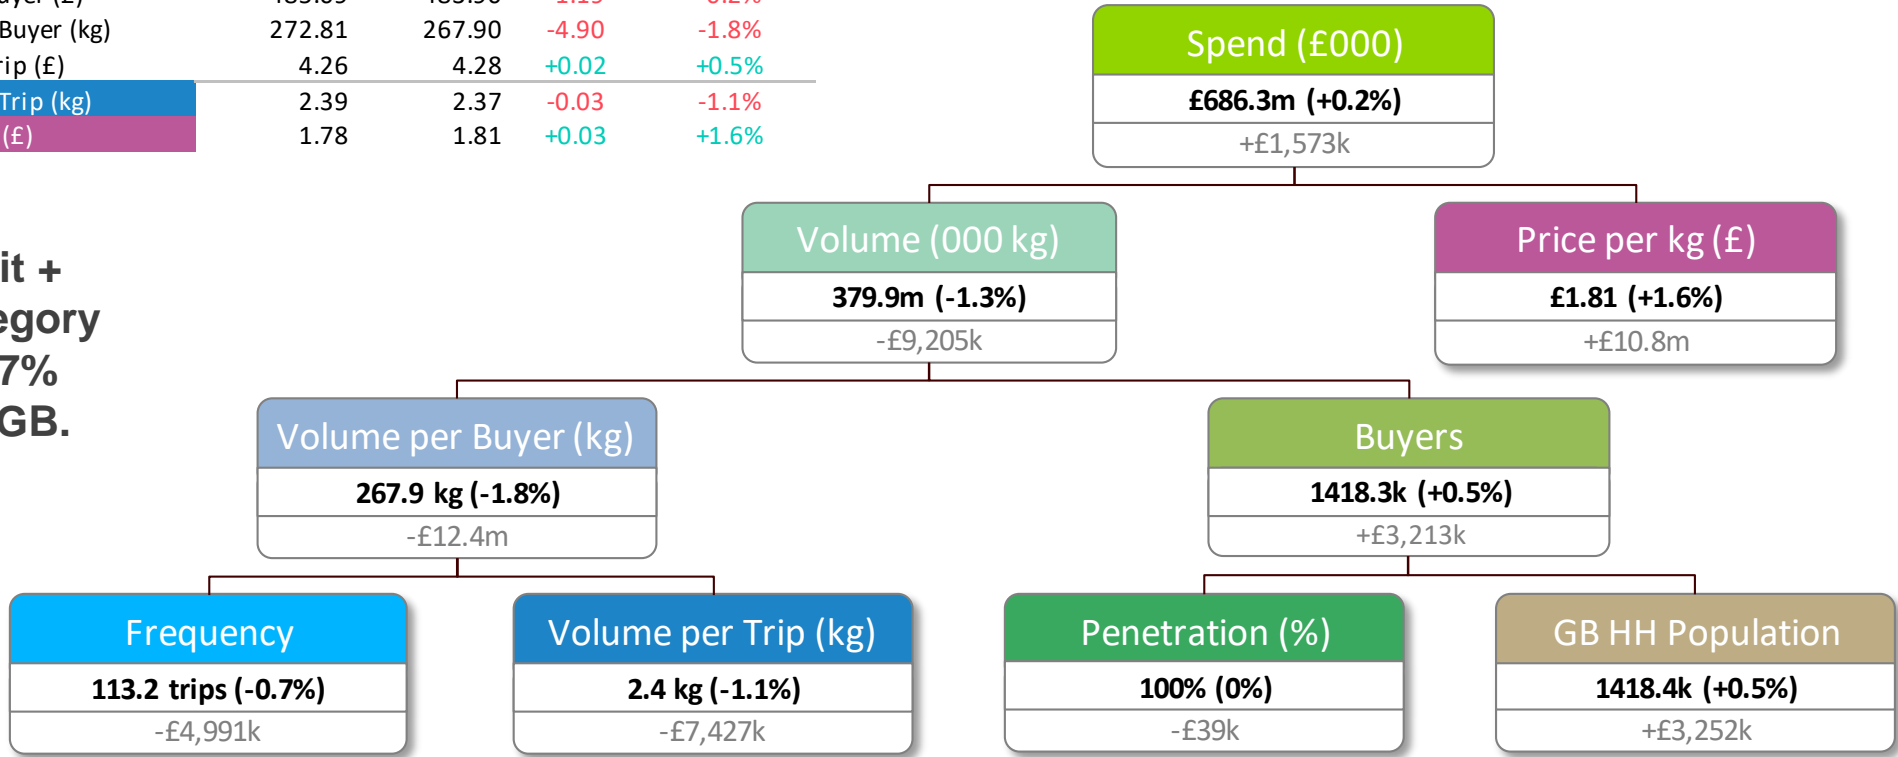 Buyer (kg) 272.81 267.90 -4.90 -1.8%
(£) 4.26 4.28 +0.02 +0.5%
Trip (kg) 2.39 2.37 -0.03 -1.1%
(£) 1.78 1.81 +0.03 +1.6%
Spend (£000)
£686.3m (+0.2%)
+£1,573k
Volume (000 kg)
379.9m (-1.3%)
-£9,205k
Price per kg (£)
£1.81 (+1.6%)
+£10.8m
it +
egory
7%
GB.
Volume per Buyer (kg)
267.9 kg (-1.8%)
-£12.4m
Buyers
1418.3k (+0.5%)
+£3,213k
Frequency
113.2 trips (-0.7%)
-£4,991k
Volume per Trip (kg)
2.4 kg (-1.1%)
-£7,427k
Penetration (%)
100% (0%)
-£39k
GB HH Population
1418.4k (+0.5%)
+£3,252k